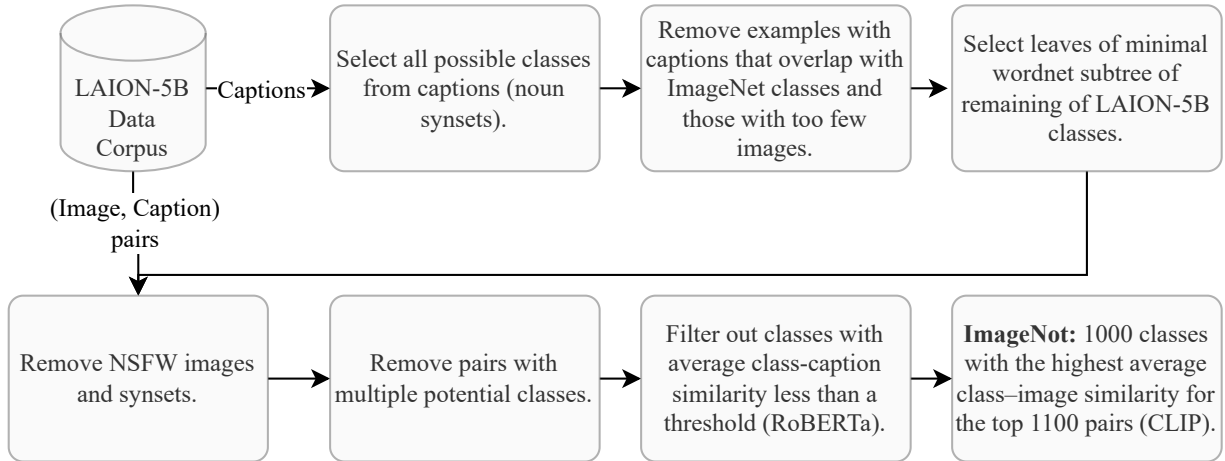 LAION-5B
Data
Corpus
Captions
Select all possible classes
from captions (noun
synsets).
Remove examples with
captions that overlap with
ImageNet classes and
those with too few
images.
Select leaves of minimal
wordnet subtree of
remaining of LAION-5B
classes.
(Image, Caption)
pairs
Remove NSFW images
and synsets.
Remove pairs with
multiple potential classes.
Filter out classes with
average class-caption
similarity less than a
threshold (RoBERTa).
ImageNot: 1000 classes
with the highest average
class–image similarity for
the top 1100 pairs (CLIP).